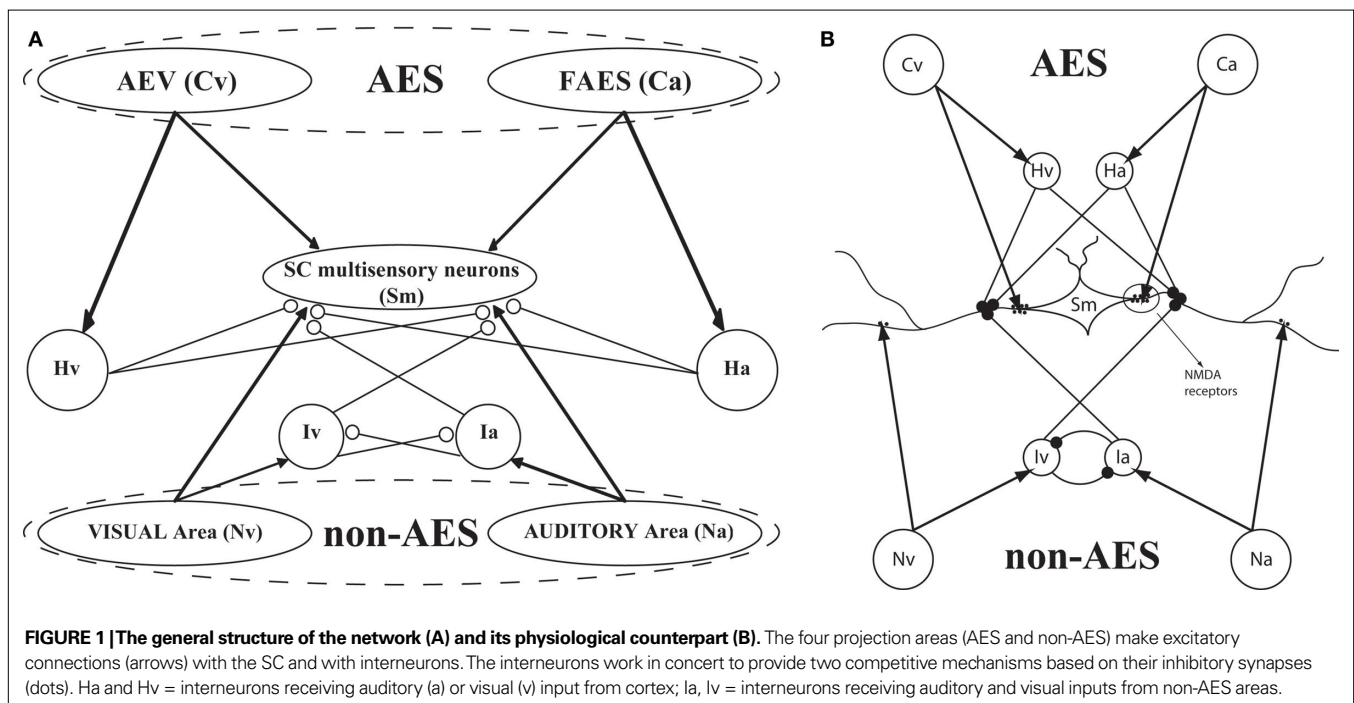 A
AEV (Cv)
AES
FAES (Ca)
SC multisensory neurons
(Sm)
Hv
Ha
Iv
Ia
VISUAL Area (Nv)
non-AES
AUDITORY Area (Na)
B
Cv
AES
Ca
Hv
Ha
Sm
NMDA
receptors
Iv
Ia
Nv
non-AES
Na
FIGURE 1 | The general structure of the network (A) and its physiological counterpart (B). The four projection areas (AES and non-AES) make excitatory
connections (arrows) with the SC and with interneurons. The interneurons work in concert to provide two competitive mechanisms based on their inhibitory synapses
(dots). Ha and Hv = interneurons receiving auditory (a) or visual (v) input from cortex; Ia, Iv = interneurons receiving auditory and visual inputs from non-AES areas.